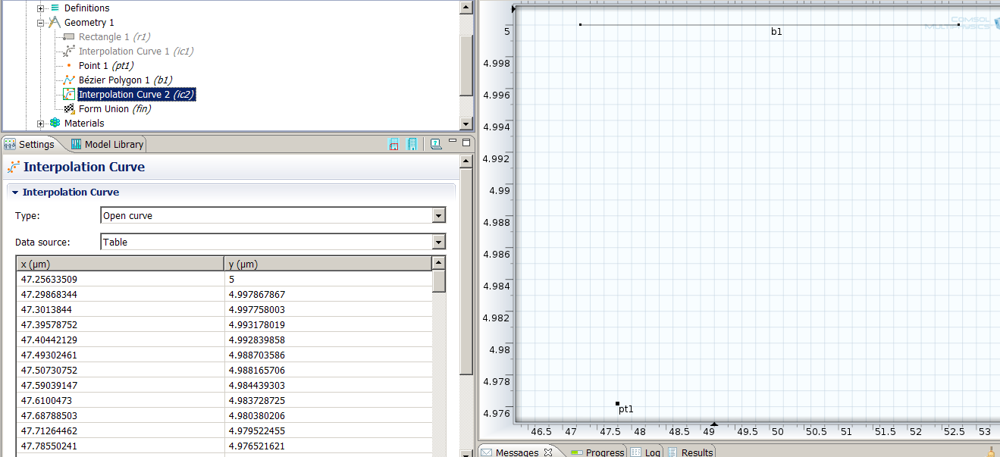 Definitions
Geometry 1
Rectangle 1 (r1)
Interpolation Curve 1 (ic1)
Point 1 (pt1)
Bézier Polygon 1 (b1)
Interpolation Curve 2 (ic2)
Form Union (fin)
Materials
Settings Model Library
Interpolation Curve
Interpolation Curve
Type: Open curve
Data source: Table
x (µm) y (µm)
47.25633509 5
47.29868344 4.997867867
47.3013844 4.997758003
47.39578752 4.993178019
47.40442129 4.992839858
47.49302461 4.988703586
47.50730752 4.988165706
47.59039147 4.984439303
47.6100473 4.983728725
47.68788503 4.980380206
47.71264462 4.979522455
47.78550241 4.976521621
COMSOL
MULTIPHYSICS
b1
5
4.998
4.996
4.994
4.992
4.99
4.988
4.986
4.984
4.982
4.98
4.978
4.976
pt1
46.5 47 47.5 48 48.5 49 49.5 50 50.5 51 51.5 52 52.5 53
Messages Progress Log Results